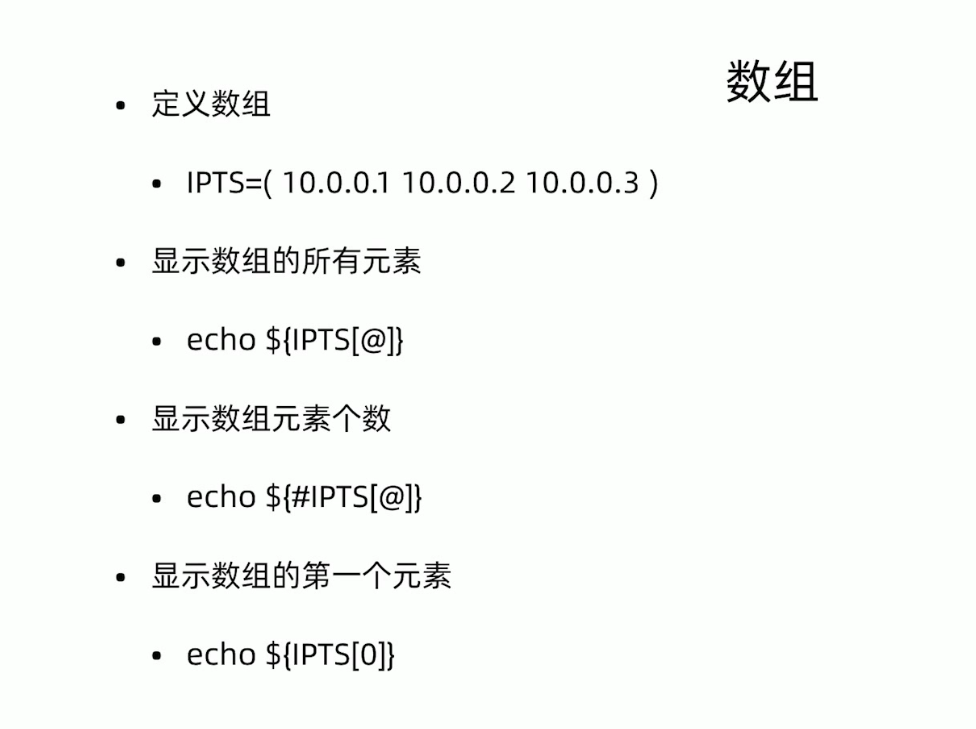 数组
• 定义数组
• IPTS=( 10.0.0.1 10.0.0.2 10.0.0.3 )
• 显示数组的所有元素
• echo ${IPTS[@]}
• 显示数组元素个数
• echo ${#IPTS[@]}
• 显示数组的第一个元素
• echo ${IPTS[0]}